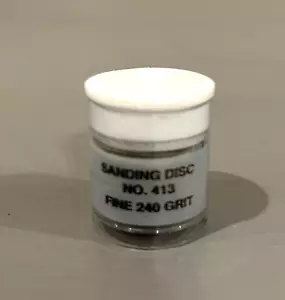 SANDING DISC
NO. 413
FINE 240 GRIT